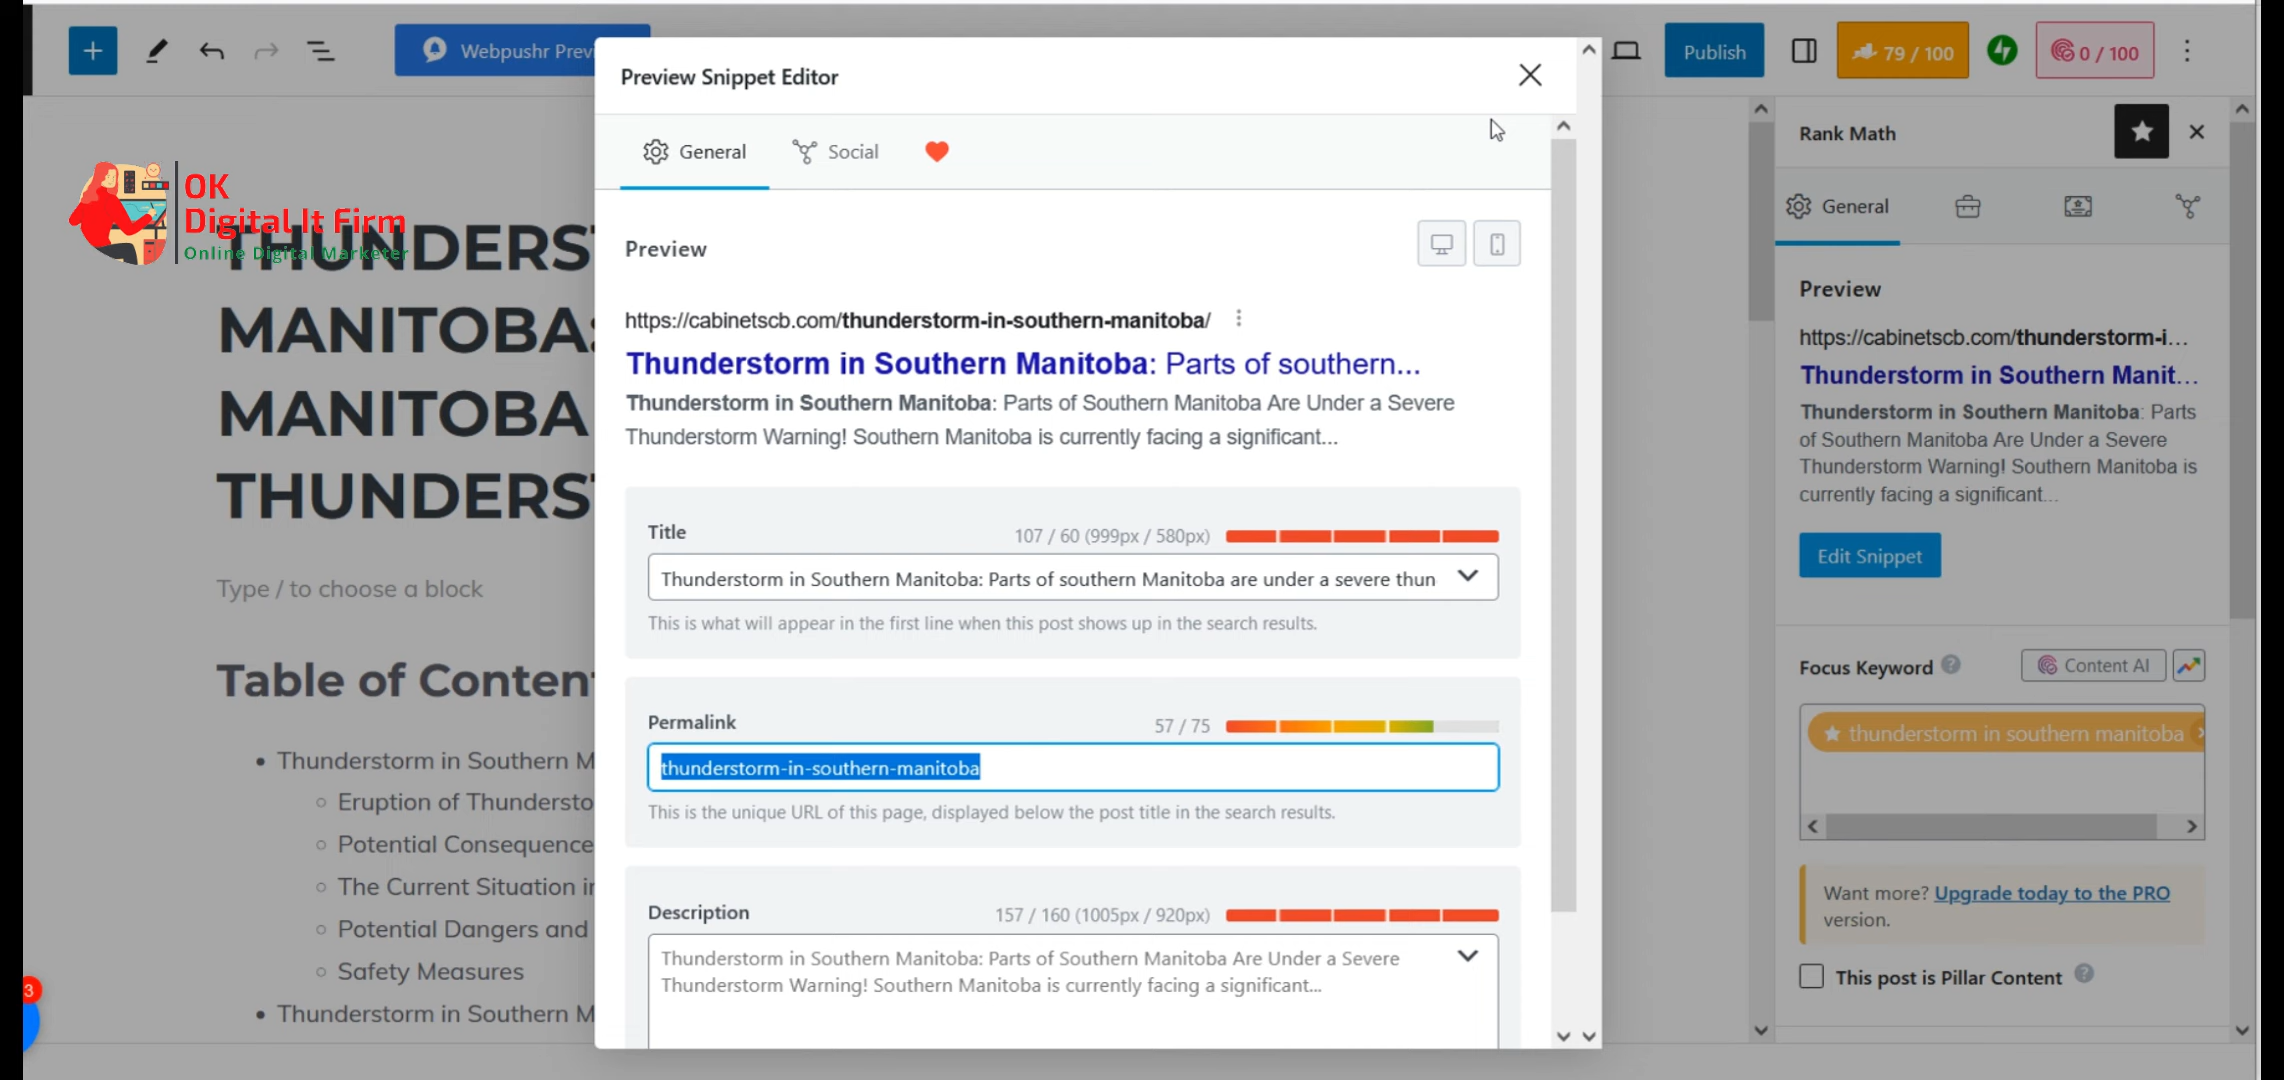 Webpushr Previ
Publish
79 / 100
0 / 100
Preview Snippet Editor
General
Social
Preview
https://cabinetscb.com/thunderstorm-in-southern-manitoba/
Thunderstorm in Southern Manitoba: Parts of southern...
Thunderstorm in Southern Manitoba: Parts of Southern Manitoba Are Under a Severe
Thunderstorm Warning! Southern Manitoba is currently facing a significant...
Title
107 / 60 (999px / 580px)
Thunderstorm in Southern Manitoba: Parts of southern Manitoba are under a severe thun
This is what will appear in the first line when this post shows up in the search results.
Permalink
57 / 75
thunderstorm-in-southern-manitoba
This is the unique URL of this page, displayed below the post title in the search results.
Description
157 / 160 (1005px / 920px)
Thunderstorm in Southern Manitoba: Parts of Southern Manitoba Are Under a Severe
Thunderstorm Warning! Southern Manitoba is currently facing a significant...
OK
Digital It Firm
Online Digital Marketer
THUNDERST
MANITOBA:
MANITOBA
THUNDERST
Type / to choose a block
Table of Conten
Thunderstorm in Southern M
Eruption of Thundersto
Potential Consequence
The Current Situation in
Potential Dangers and
Safety Measures
Thunderstorm in Southern M
3
Rank Math
General
Preview
https://cabinetscb.com/thunderstorm-i...
Thunderstorm in Southern Manit...
Thunderstorm in Southern Manitoba: Parts
of Southern Manitoba Are Under a Severe
Thunderstorm Warning! Southern Manitoba is
currently facing a significant...
Edit Snippet
Focus Keyword
Content AI
thunderstorm in southern manitoba
Want more? Upgrade today to the PRO
version.
This post is Pillar Content